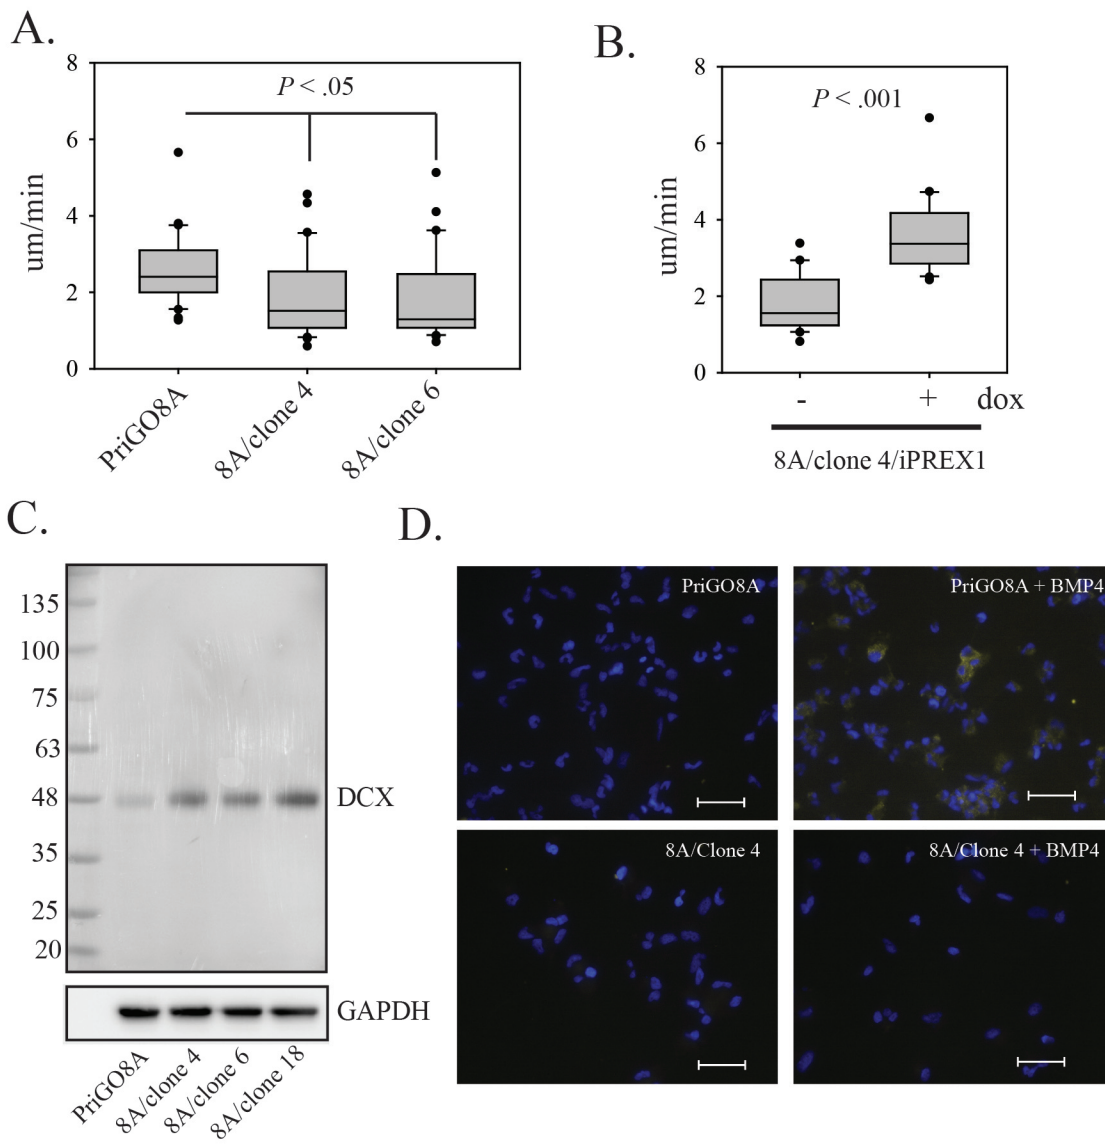 A.
8
6
4
2
0
um/min
P < .05
PriGO8A
8A/clone 4
8A/clone 6
B.
8
6
4
2
0
um/min
P < .001
- + dox
8A/clone 4/iPREX1
C.
135
100
75
63
48
35
25
20
DCX
GAPDH
PriGO8A
8A/clone 4
8A/clone 6
8A/clone 18
D.
PriGO8A
PriGO8A + BMP4
8A/Clone 4
8A/Clone 4 + BMP4